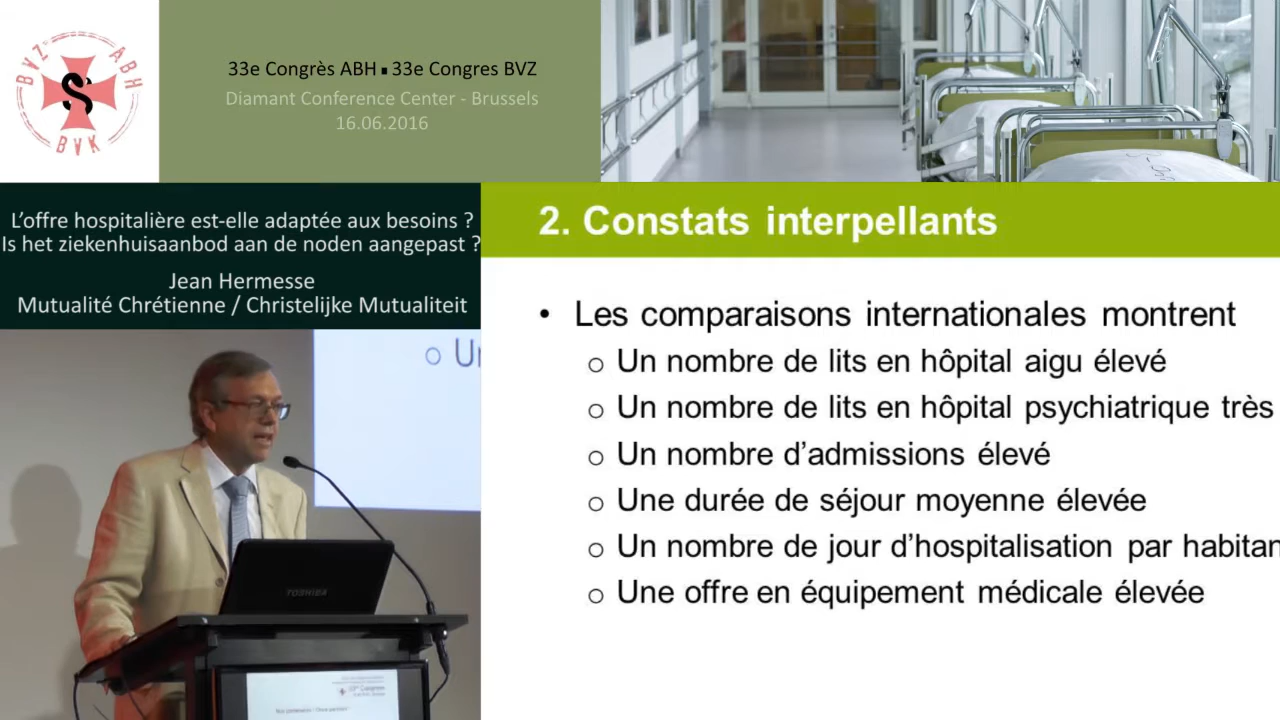 BVZ ABH
BVK
33e Congrès ABH ▪ 33e Congres BVZ
Diamant Conference Center - Brussels
16.06.2016
L'offre hospitalière est-elle adaptée aux besoins ?
Is het ziekenhuisaanbod aan de noden aangepast ?
Jean Hermesse
Mutualité Chrétienne / Christelijke Mutualiteit
2. Constats interpellants
• Les comparaisons internationales montrent
o Un nombre de lits en hôpital aigu élevé
o Un nombre de lits en hôpital psychiatrique très
o Un nombre d'admissions élevé
o Une durée de séjour moyenne élevée
o Un nombre de jour d'hospitalisation par habitan
o Une offre en équipement médicale élevée
o Un
TOSHIBA
33e Congrès